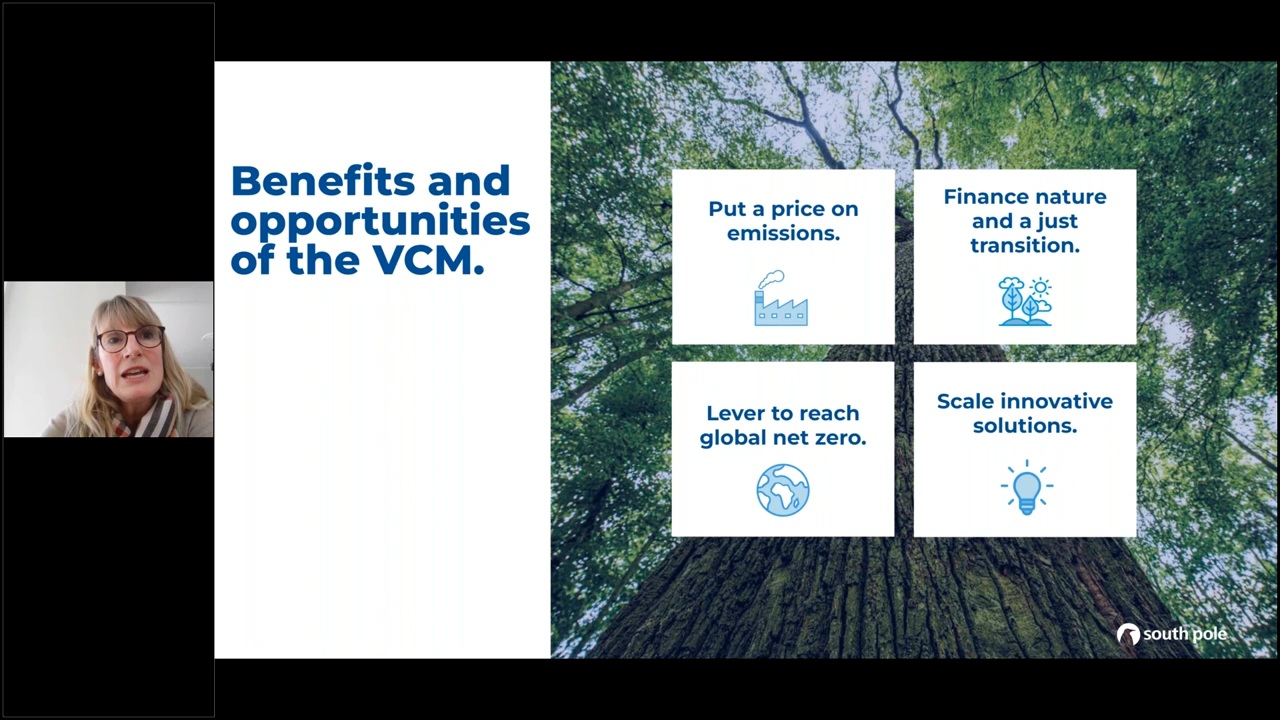 Benefits and
opportunities
of the VCM.
Put a price on
emissions.
Finance nature
and a just
transition.
Lever to reach
global net zero.
Scale innovative
solutions.
south pole